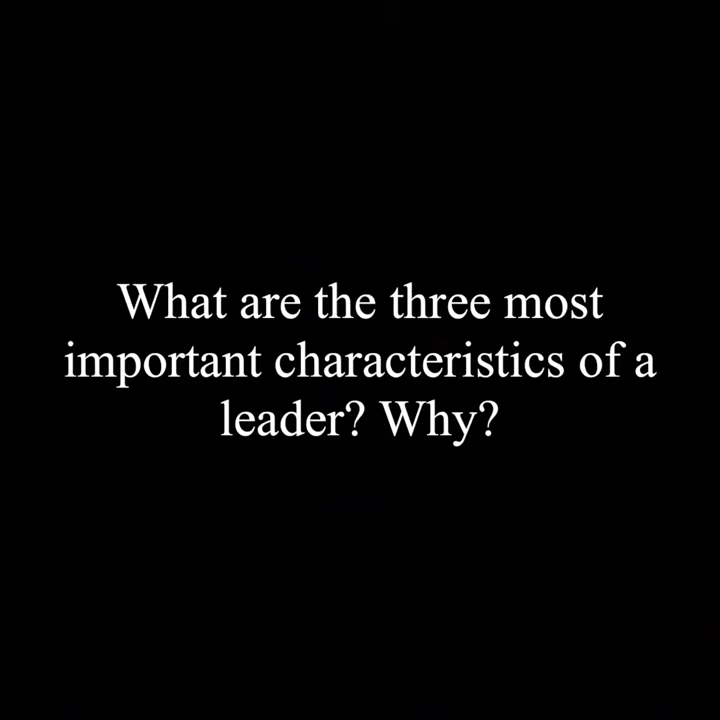 What are the three most
important characteristics of a
leader? Why?